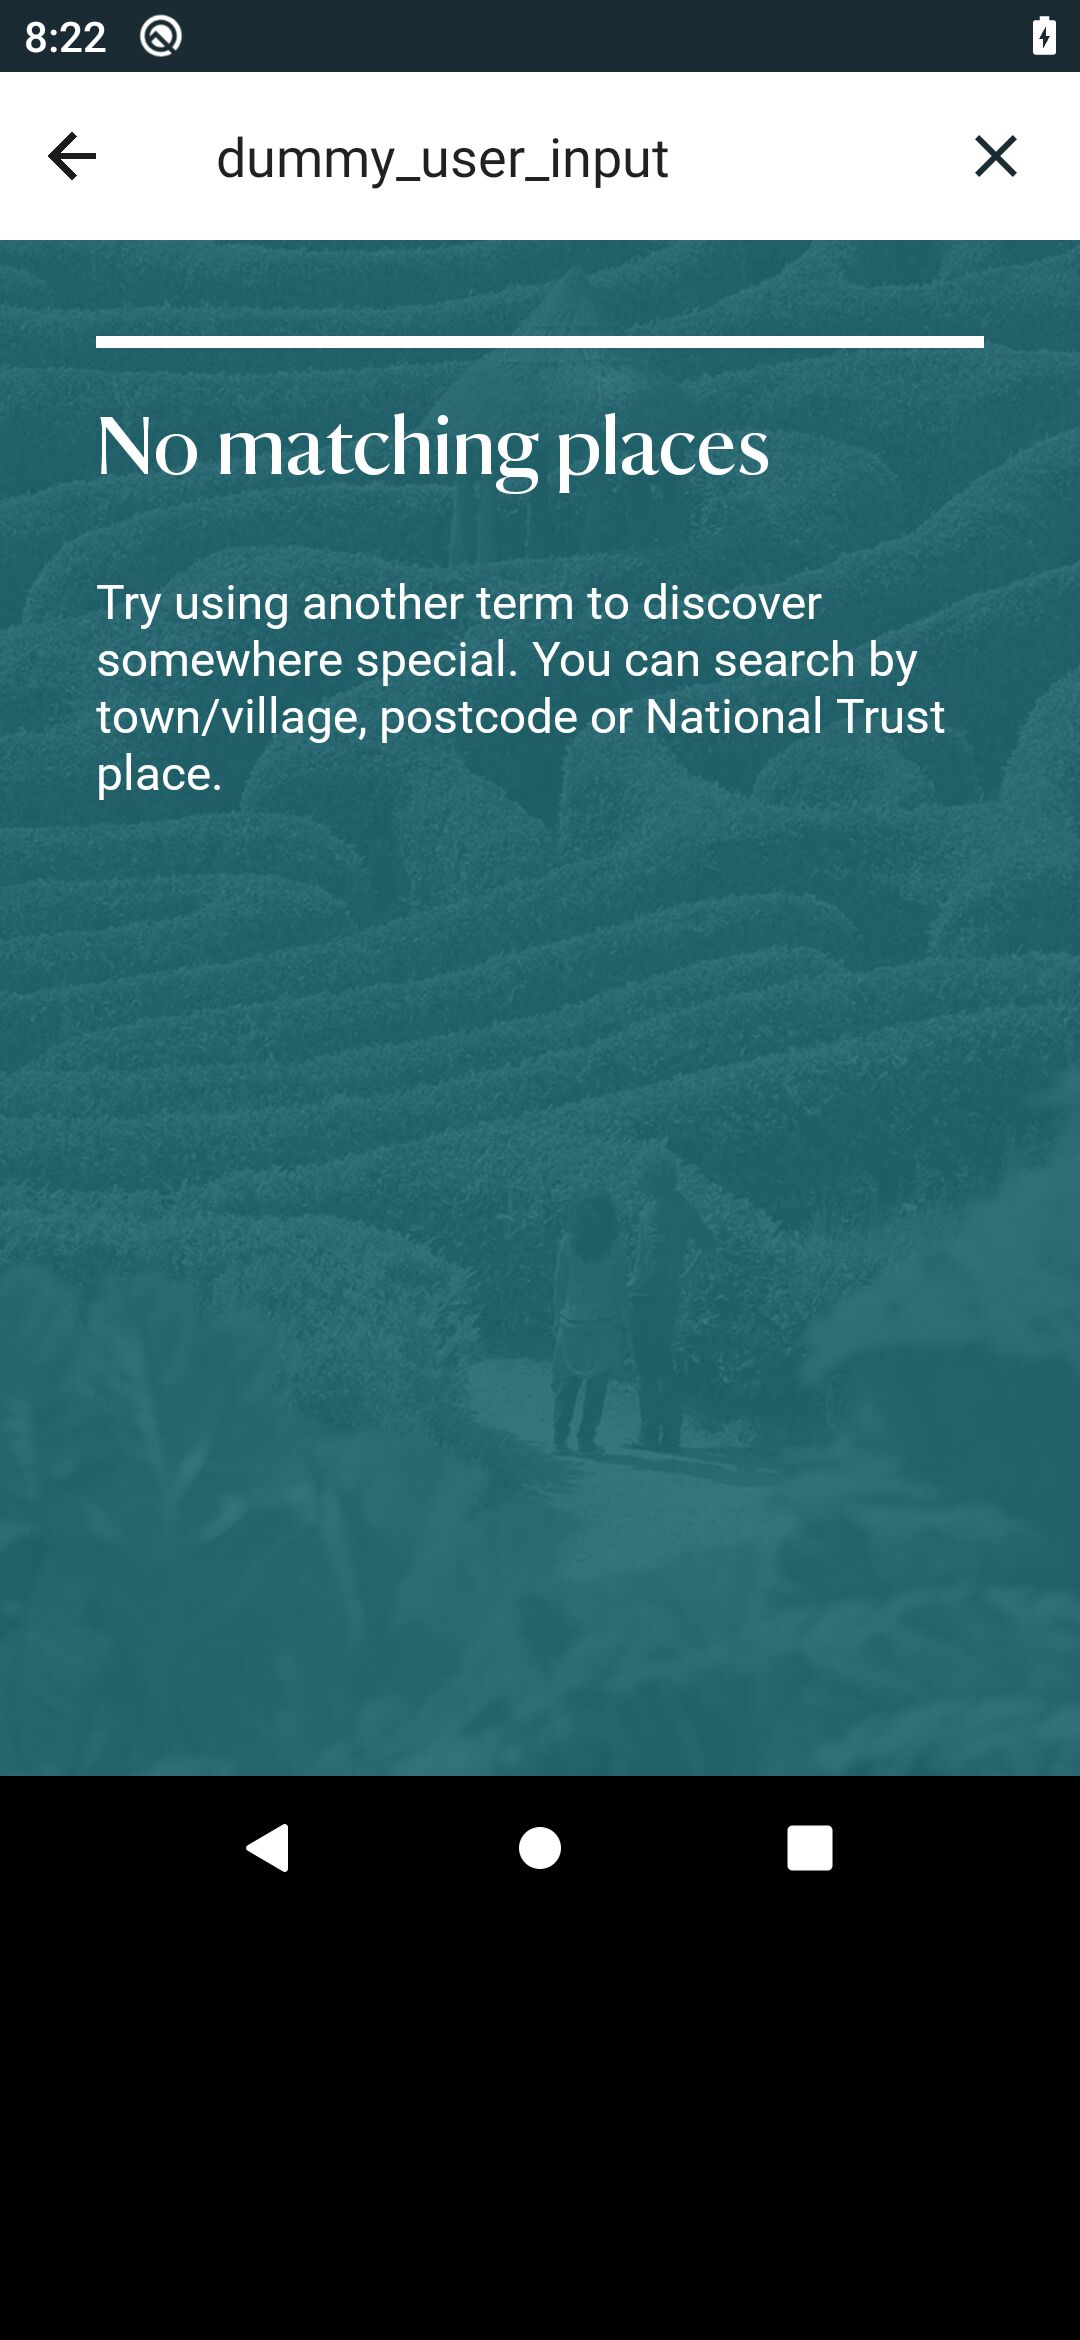 8:22
dummy_user_input
No matching places
Try using another term to discover
somewhere special. You can search by
town/village, postcode or National Trust
place.